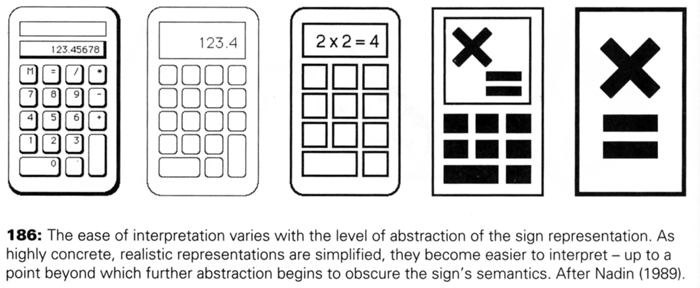 123.45678
M = / *
7 8 9 -
4 5 6 +
1 2 3
0 .
123.4
2 x 2 = 4
× =
× =
186: The ease of interpretation varies with the level of abstraction of the sign representation. As
highly concrete, realistic representations are simplified, they become easier to interpret – up to a
point beyond which further abstraction begins to obscure the sign's semantics. After Nadin (1989).